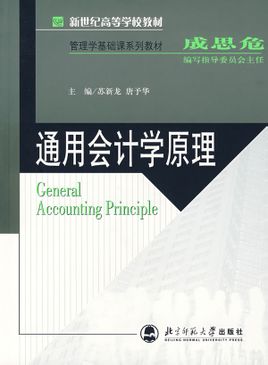 新世纪高等学校教材
管理学基础课系列教材
成思危
编写指导委员会主任
主 编/苏新龙 唐予华
通用会计学原理
General
Accounting Principle
北京师范大学出版社
BEIJING NORMAL UNIVERSITY PRESS